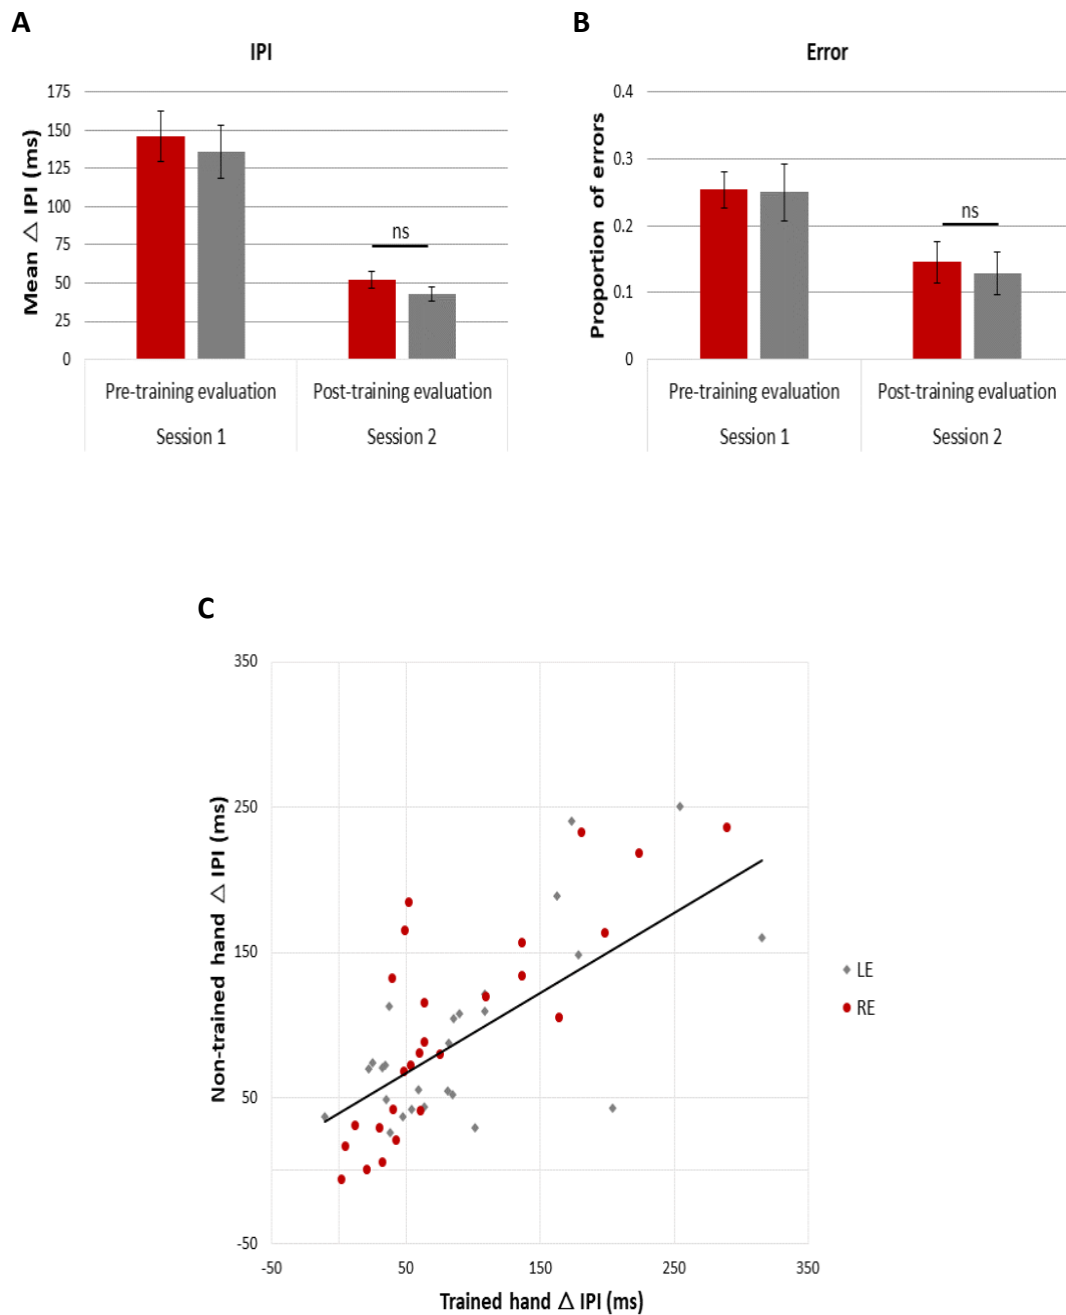 A
IPI
175
150
125
100
75
50
25
0
Mean △ IPI (ms)
ns
Pre-training evaluation
Post-training evaluation
Session 1
Session 2
B
Error
0.4
0.3
0.2
0.1
0
Proportion of errors
ns
Pre-training evaluation
Post-training evaluation
Session 1
Session 2
C
350
250
150
50
-50
Non-trained hand △ IPI (ms)
LE
RE
-50
50
150
250
350
Trained hand △ IPI (ms)